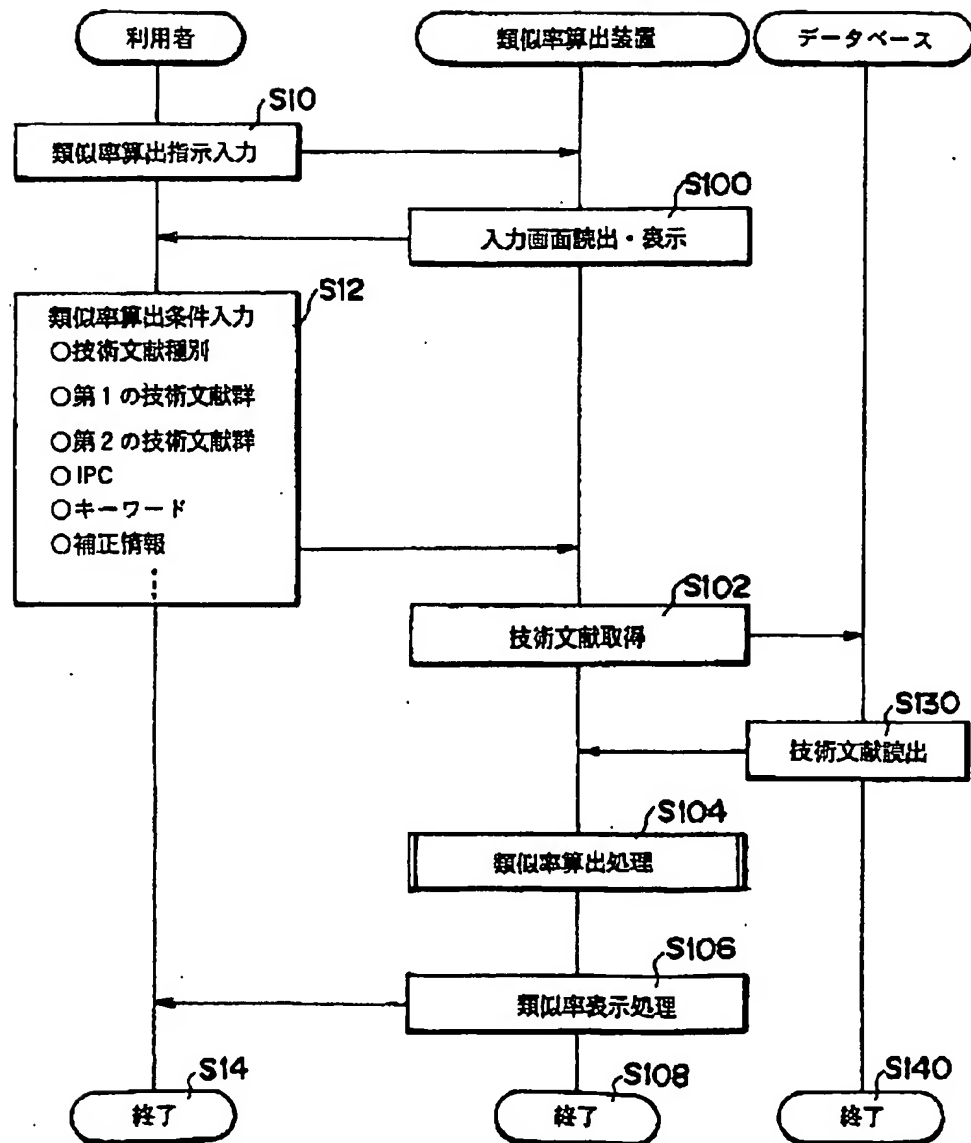 利用者
類似率算出装置
データベース
S10
類似率算出指示入力
S100
入力画面読出・表示
S12
類似率算出条件入力
○技術文献種別
○第1の技術文献群
○第2の技術文献群
○IPC
○キーワード
○補正情報
S102
技術文献取得
S130
技術文献読出
S104
類似率算出処理
S106
類似率表示処理
S14
終了
S108
終了
S140
終了